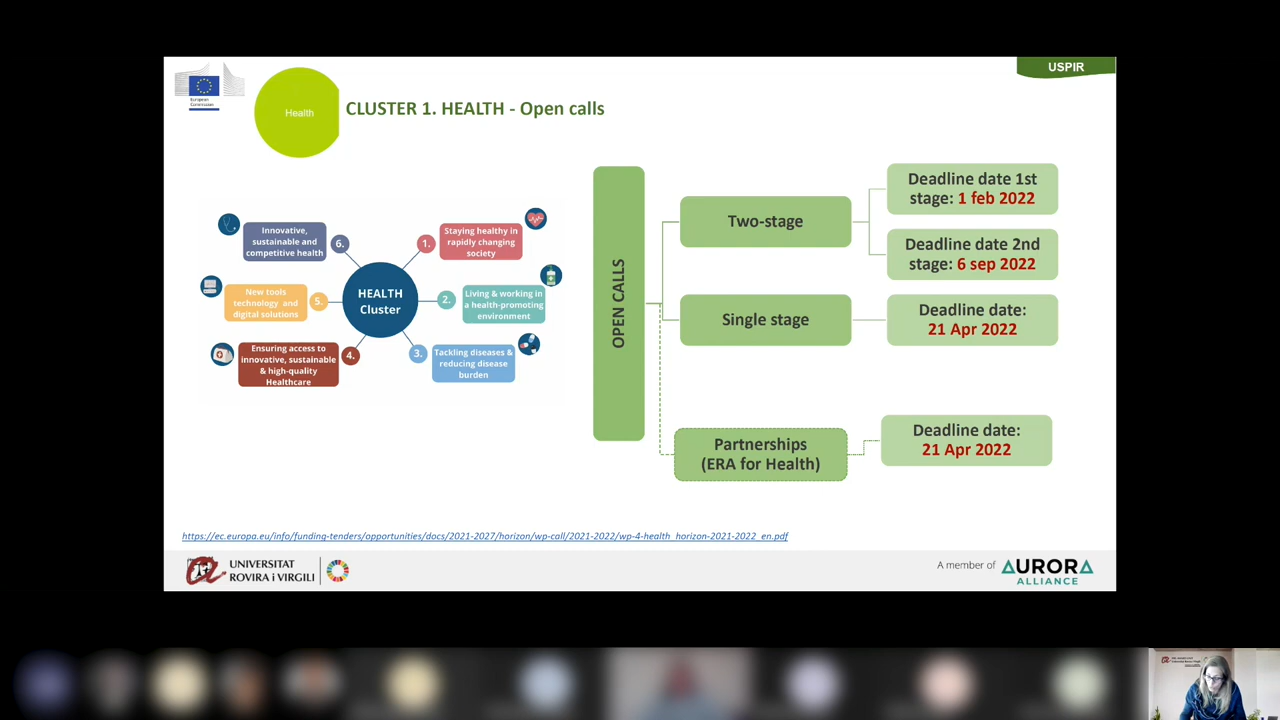 USPIR
European
Commission
Health
CLUSTER 1. HEALTH - Open calls
Innovative,
sustainable and
competitive health
6.
1.
Staying healthy in
rapidly changing
society
New tools
technology and
digital solutions
5.
HEALTH
Cluster
2.
Living & working in
a health-promoting
environment
Ensuring access to
innovative, sustainable
& high-quality
Healthcare
4.
3.
Tackling diseases &
reducing disease
burden
OPEN CALLS
Two-stage
Deadline date 1st
stage: 1 feb 2022
Deadline date 2nd
stage: 6 sep 2022
Single stage
Deadline date:
21 Apr 2022
Partnerships
(ERA for Health)
Deadline date:
21 Apr 2022
https://ec.europa.eu/info/funding-tenders/opportunities/docs/2021-2027/horizon/wp-call/2021-2022/wp-4-health_horizon-2021-2022_en.pdf
UNIVERSITAT
ROVIRA i VIRGILI
A member of
AURORA
ALLIANCE